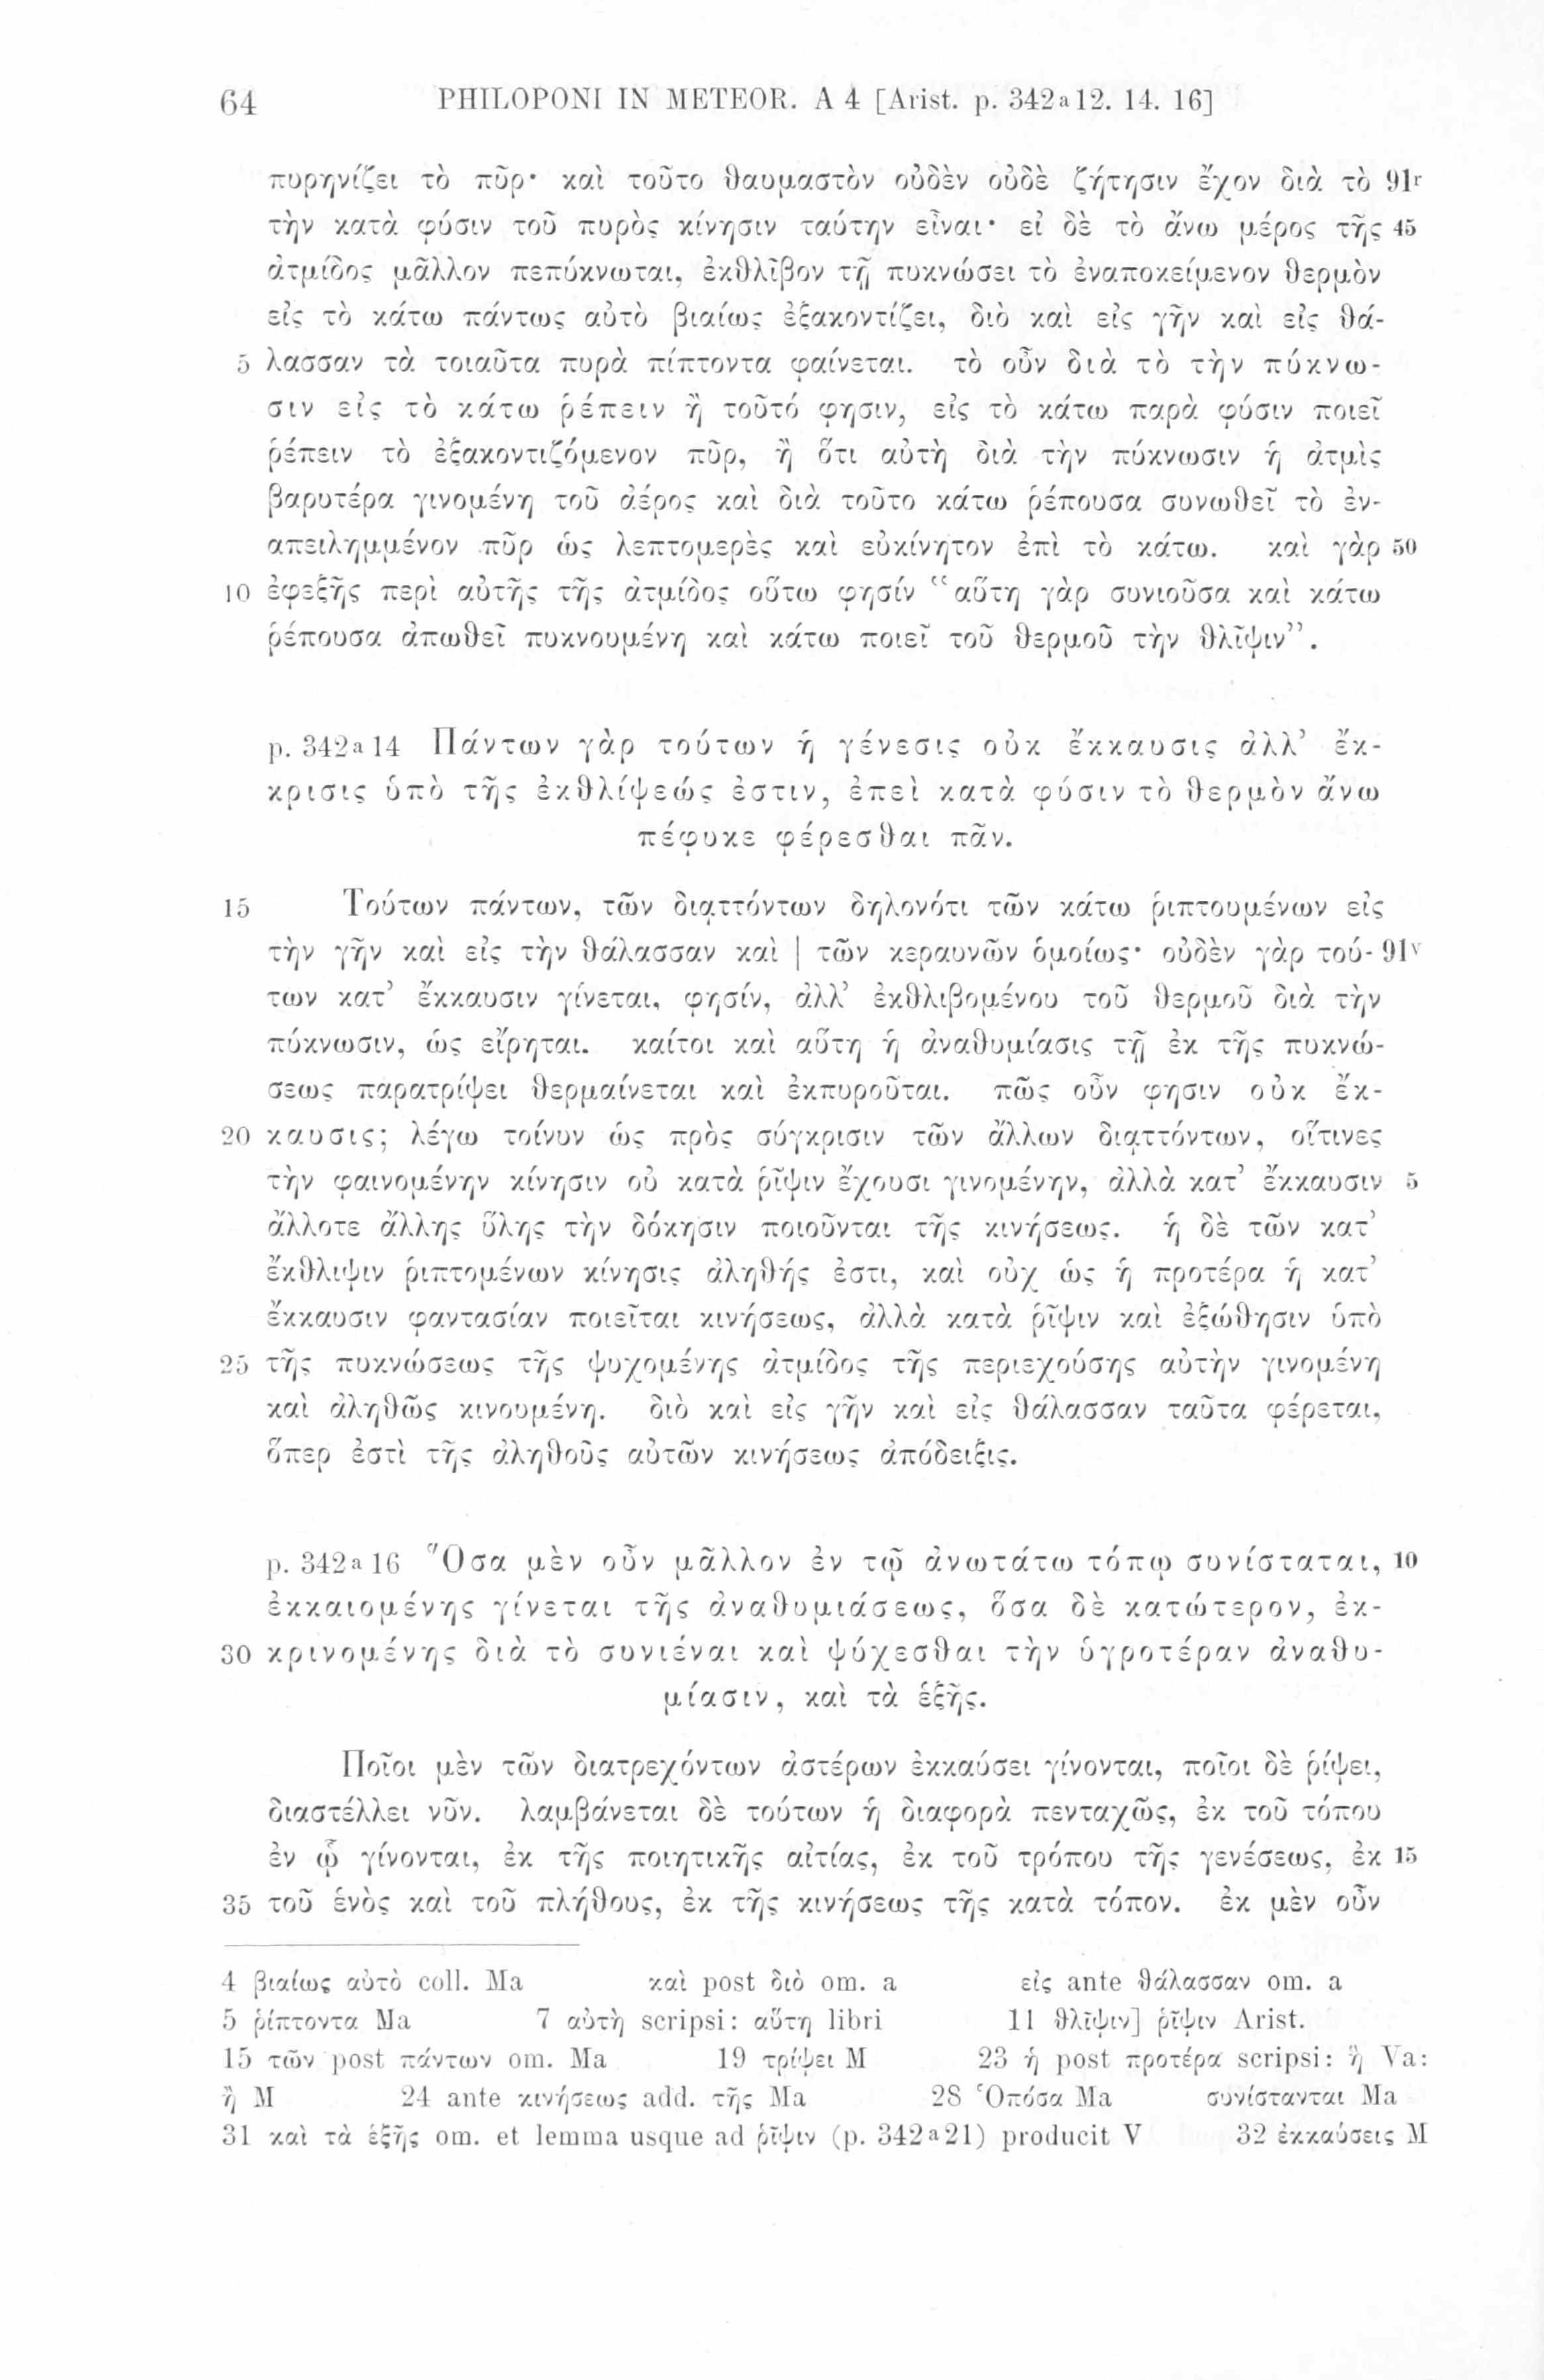 64 PHILOPONI IN METEOR. A 4 [Arist. p. 342a12. 14. 16]
πυρηνίζει τὸ πῦρ· καὶ τοῦτο θαυμαστὸν οὐδὲν οὐδὲ ζήτησιν ἔχον διὰ τὸ 91r
τὴν κατὰ φύσιν τοῦ πυρὸς κίνησιν ταύτην εἶναι· εἰ δὲ τὸ ἄνω μέρος τῆς 45
ἀτμίδος μᾶλλον πεπύκνωται, ἐκθλῖβον τῇ πυκνώσει τὸ ἐναποκείμενον θερμὸν
εἰς τὸ κάτω πάντως αὐτὸ βιαίως ἐξακοντίζει, διὸ καὶ εἰς γῆν καὶ εἰς θά-
5 λασσαν τὰ τοιαῦτα πυρὰ πίπτοντα φαίνεται. τὸ οὖν διὰ τὸ τὴν πύκνω-
σιν εἰς τὸ κάτω ῥέπειν ἢ τοῦτό φησιν, εἰς τὸ κάτω παρὰ φύσιν ποιεῖ
ῥέπειν τὸ ἐξακοντιζόμενον πῦρ, ἢ ὅτι αὐτὴ διὰ τὴν πύκνωσιν ἡ ἀτμὶς
βαρυτέρα γινομένη τοῦ ἀέρος καὶ διὰ τοῦτο κάτω ῥέπουσα συνωθεῖ τὸ ἐν-
απειλημμένον πῦρ ὡς λεπτομερὲς καὶ εὐκίνητον ἐπὶ τὸ κάτω. καὶ γὰρ 50
10 ἐφεξῆς περὶ αὐτῆς τῆς ἀτμίδος οὕτω φησίν “αὕτη γὰρ συνιοῦσα καὶ κάτω
ῥέπουσα ἀπωθεῖ πυκνουμένη καὶ κάτω ποιεῖ τοῦ θερμοῦ τὴν θλῖψιν”.
p. 342a14 Πάντων γὰρ τούτων ἡ γένεσις οὐκ ἔκκαυσις ἀλλ’ ἔκ-
κρισις ὑπὸ τῆς ἐκθλίψεώς ἐστιν, ἐπεὶ κατὰ φύσιν τὸ θερμὸν ἄνω
πέφυκε φέρεσθαι πᾶν.
15 Τούτων πάντων, τῶν διᾳττόντων δηλονότι τῶν κάτω ῥιπτουμένων εἰς
τὴν γῆν καὶ εἰς τὴν θάλασσαν καὶ | τῶν κεραυνῶν ὁμοίως· οὐδὲν γὰρ τού- 91v
των κατ’ ἔκκαυσιν γίνεται, φησίν, ἀλλ’ ἐκθλιβομένου τοῦ θερμοῦ διὰ τὴν
πύκνωσιν, ὡς εἴρηται. καίτοι καὶ αὕτη ἡ ἀναθυμίασις τῇ ἐκ τῆς πυκνώ-
σεως παρατρίψει θερμαίνεται καὶ ἐκπυροῦται. πῶς οὖν φησιν οὐκ ἔκ-
20 καυσις; λέγω τοίνυν ὡς πρὸς σύγκρισιν τῶν ἄλλων διᾳττόντων, οἵτινες
τὴν φαινομένην κίνησιν οὐ κατὰ ῥῖψιν ἔχουσι γινομένην, ἀλλὰ κατ’ ἔκκαυσιν 5
ἄλλοτε ἄλλης ὕλης τὴν δόκησιν ποιοῦνται τῆς κινήσεως. ἡ δὲ τῶν κατ’
ἔκθλιψιν ῥιπτομένων κίνησις ἀληθής ἐστι, καὶ οὐχ ὡς ἡ προτέρα ἡ κατ’
ἔκκαυσιν φαντασίαν ποιεῖται κινήσεως, ἀλλὰ κατὰ ῥῖψιν καὶ ἐξώθησιν ὑπὸ
25 τῆς πυκνώσεως τῆς ψυχομένης ἀτμίδος τῆς περιεχούσης αὐτὴν γινομένη
καὶ ἀληθῶς κινουμένη. διὸ καὶ εἰς γῆν καὶ εἰς θάλασσαν ταῦτα φέρεται,
ὅπερ ἐστὶ τῆς ἀληθοῦς αὐτῶν κινήσεως ἀπόδειξις.
p. 342a16 Ὅσα μὲν οὖν μᾶλλον ἐν τῷ ἀνωτάτω τόπῳ συνίσταται, 10
ἐκκαιομένης γίνεται τῆς ἀναθυμιάσεως, ὅσα δὲ κατώτερον, ἐκ-
30 κρινομένης διὰ τὸ συνιέναι καὶ ψύχεσθαι τὴν ὑγροτέραν ἀναθυ-
μίασιν, καὶ τὰ ἑξῆς.
Ποῖοι μὲν τῶν διατρεχόντων ἀστέρων ἐκκαύσει γίνονται, ποῖοι δὲ ῥίψει,
διαστέλλει νῦν. λαμβάνεται δὲ τούτων ἡ διαφορὰ πενταχῶς, ἐκ τοῦ τόπου
ἐν ᾧ γίνονται, ἐκ τῆς ποιητικῆς αἰτίας, ἐκ τοῦ τρόπου τῆς γενέσεως, ἐκ 15
35 τοῦ ἑνὸς καὶ τοῦ πλήθους, ἐκ τῆς κινήσεως τῆς κατὰ τόπον. ἐκ μὲν οὖν
4 βιαίως αὐτὸ coll. Ma καὶ post διὸ om. a εἰς ante θάλασσαν om. a
5 ῥίπτοντα Ma 7 αὐτὴ scripsi: αὕτη libri 11 θλῖψιν] ῥῖψιν Arist.
15 τῶν post πάντων om. Ma 19 τρίψει M 23 ἡ post προτέρα scripsi: ἢ Va:
ἢ M 24 ante κινήσεως add. τῆς Ma 28 Ὁπόσα Ma συνίστανται Ma
31 καὶ τὰ ἑξῆς om. et lemma usque ad ῥῖψιν (p. 342a21) producit V 32 ἐκκαύσεις M